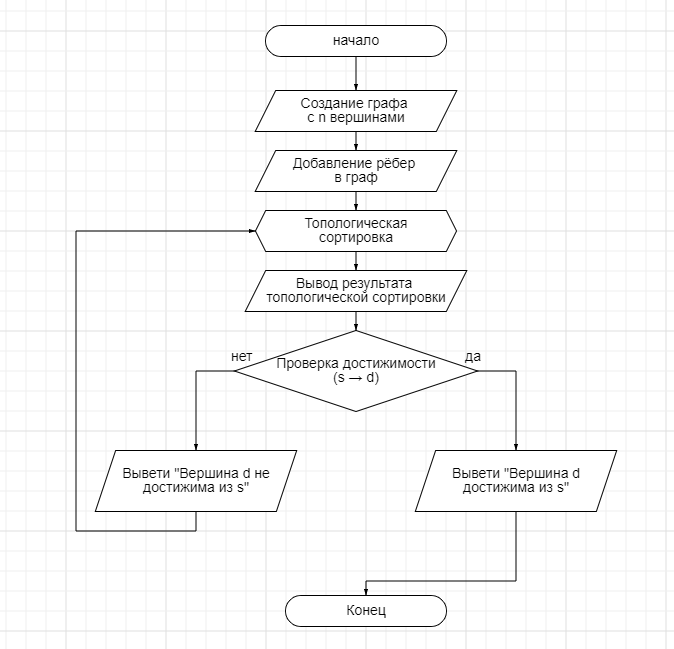 начало
Создание графа
с n вершинами
Добавление рёбер
в граф
Топологическая
сортировка
Вывод результата
топологической сортировки
нет
да
Проверка достижимости
(s → d)
Вывети "Вершина d не
достижима из s"
Вывети "Вершина d
достижима из s"
Конец